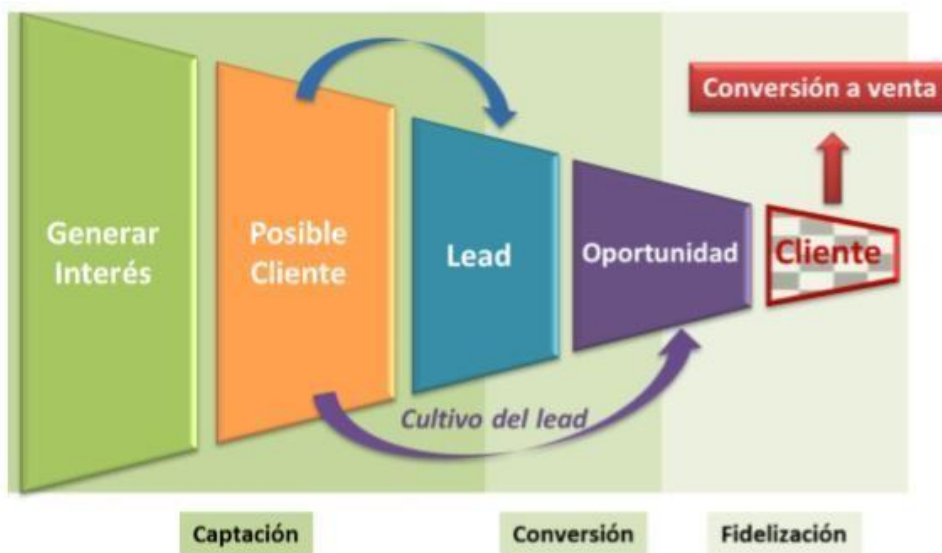 Conversión a venta
Generar
Interés
Posible
Cliente
Lead
Oportunidad
Cliente
Cultivo del lead
Captación
Conversión
Fidelización